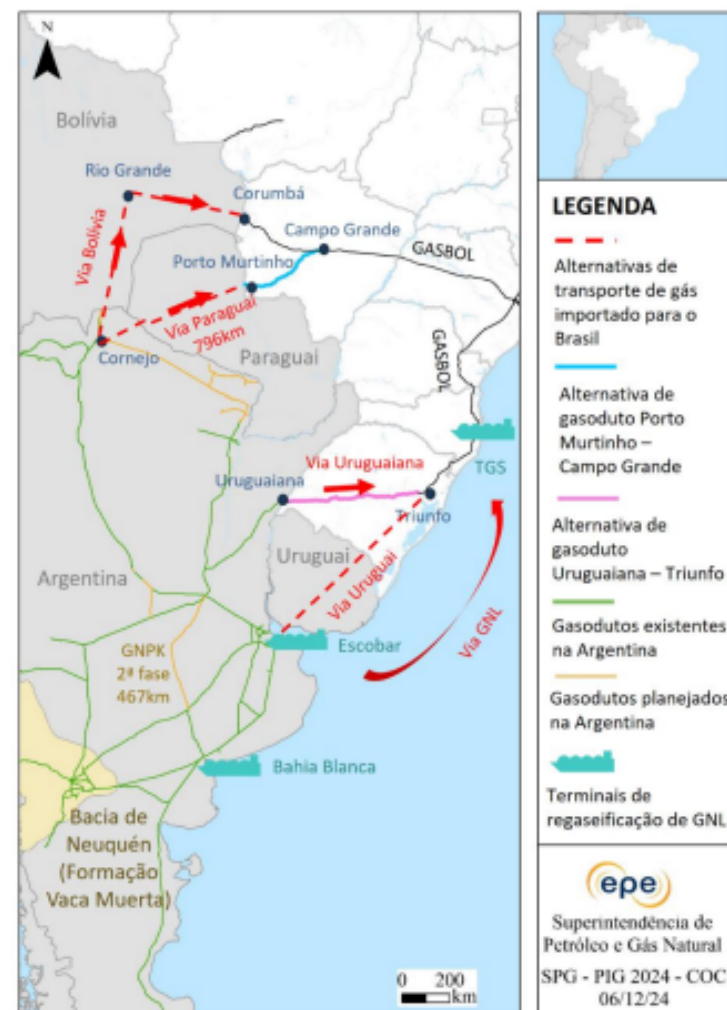 N
Bolívia
Rio Grande
Corumbá
Campo Grande
GASBOL
Via Bolívia
Porto Murtinho
Via Paraguai
796km
Cornejo
Paraguai
GASBOL
Via Uruguaiana
TGS
Uruguaiana
Triunfo
Argentina
Uruguai
Via Uruguai
Via GNL
GNPK
2ª fase
467km
Escobar
Bahia Blanca
Bacia de
Neuquén
(Formação
Vaca Muerta)
0 200
km
LEGENDA
Alternativas de
transporte de gás
importado para o
Brasil
Alternativa de
gasoduto Porto
Murtinho –
Campo Grande
Alternativa de
gasoduto
Uruguaiana – Triunfo
Gasodutos existentes
na Argentina
Gasodutos planejados
na Argentina
Terminais de
regaseificação de GNL
epe
Superintendência de
Petróleo e Gás Natural
SPG - PIG 2024 - COC
06/12/24